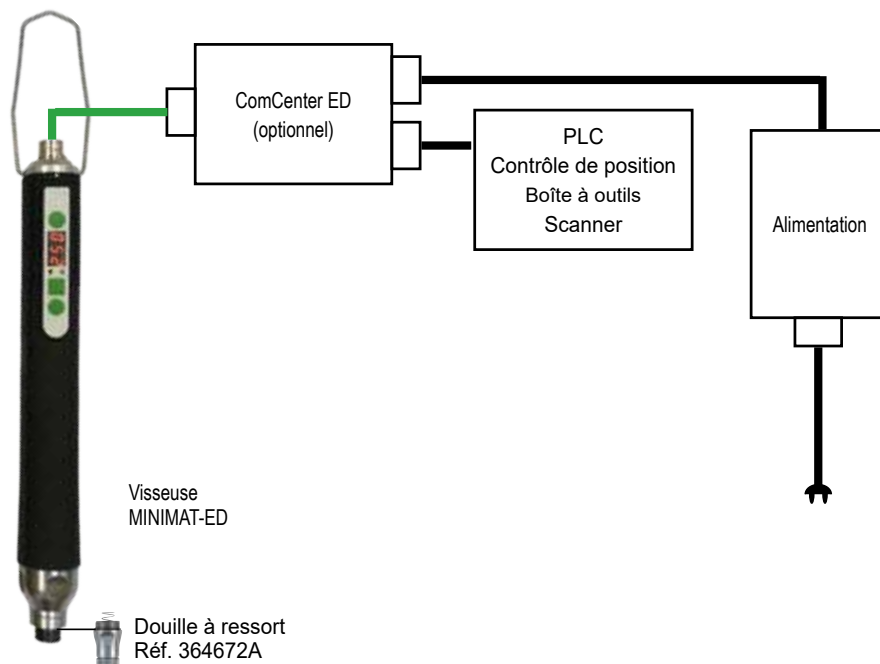 ComCenter ED
(optionnel)
PLC
Contrôle de position
Boîte à outils
Scanner
Alimentation
Visseuse
MINIMAT-ED
Douille à ressort
Réf. 364672A